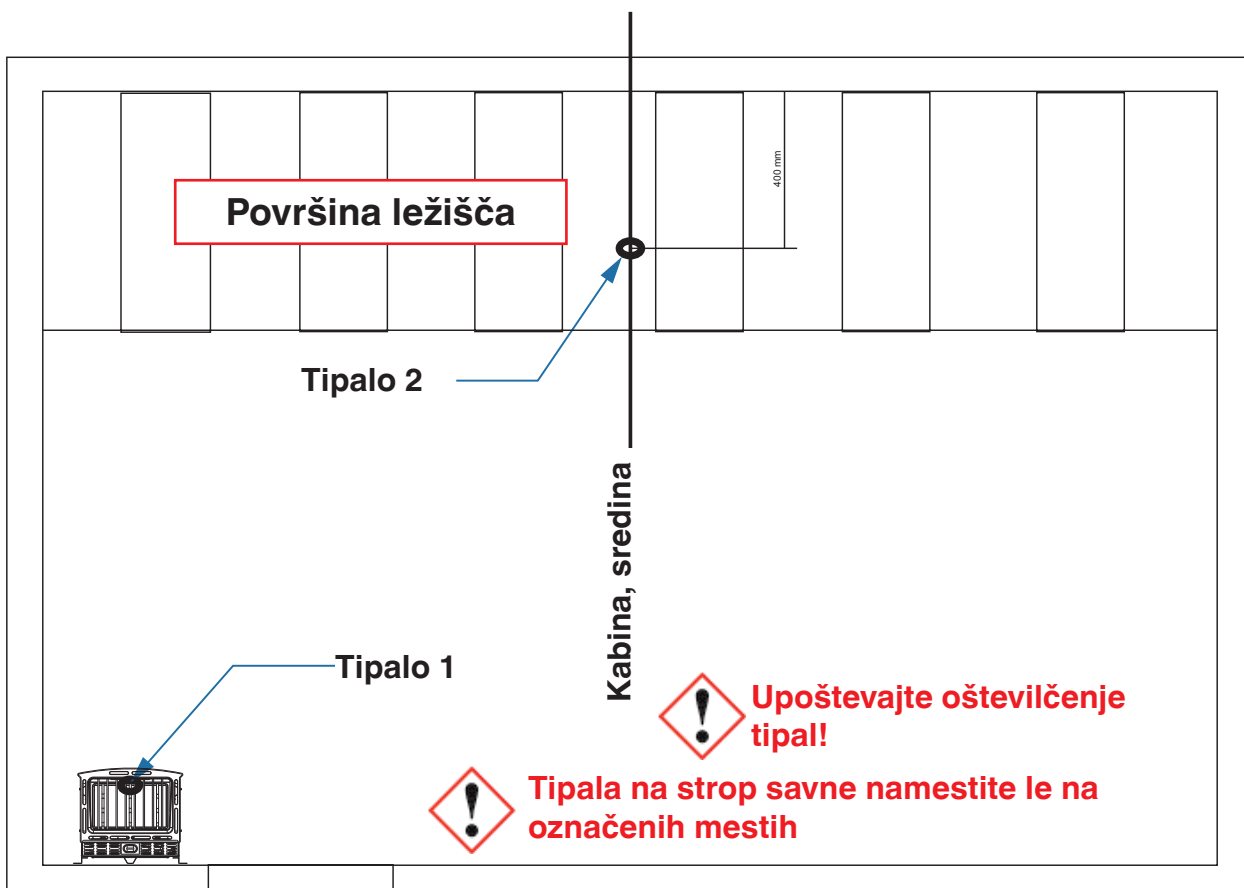 400 mm
Površina ležišča
Tipalo 2
Kabina, sredina
Tipalo 1
Upoštevajte oštevilčenje
tipal!
Tipala na strop savne namestite le na
označenih mestih